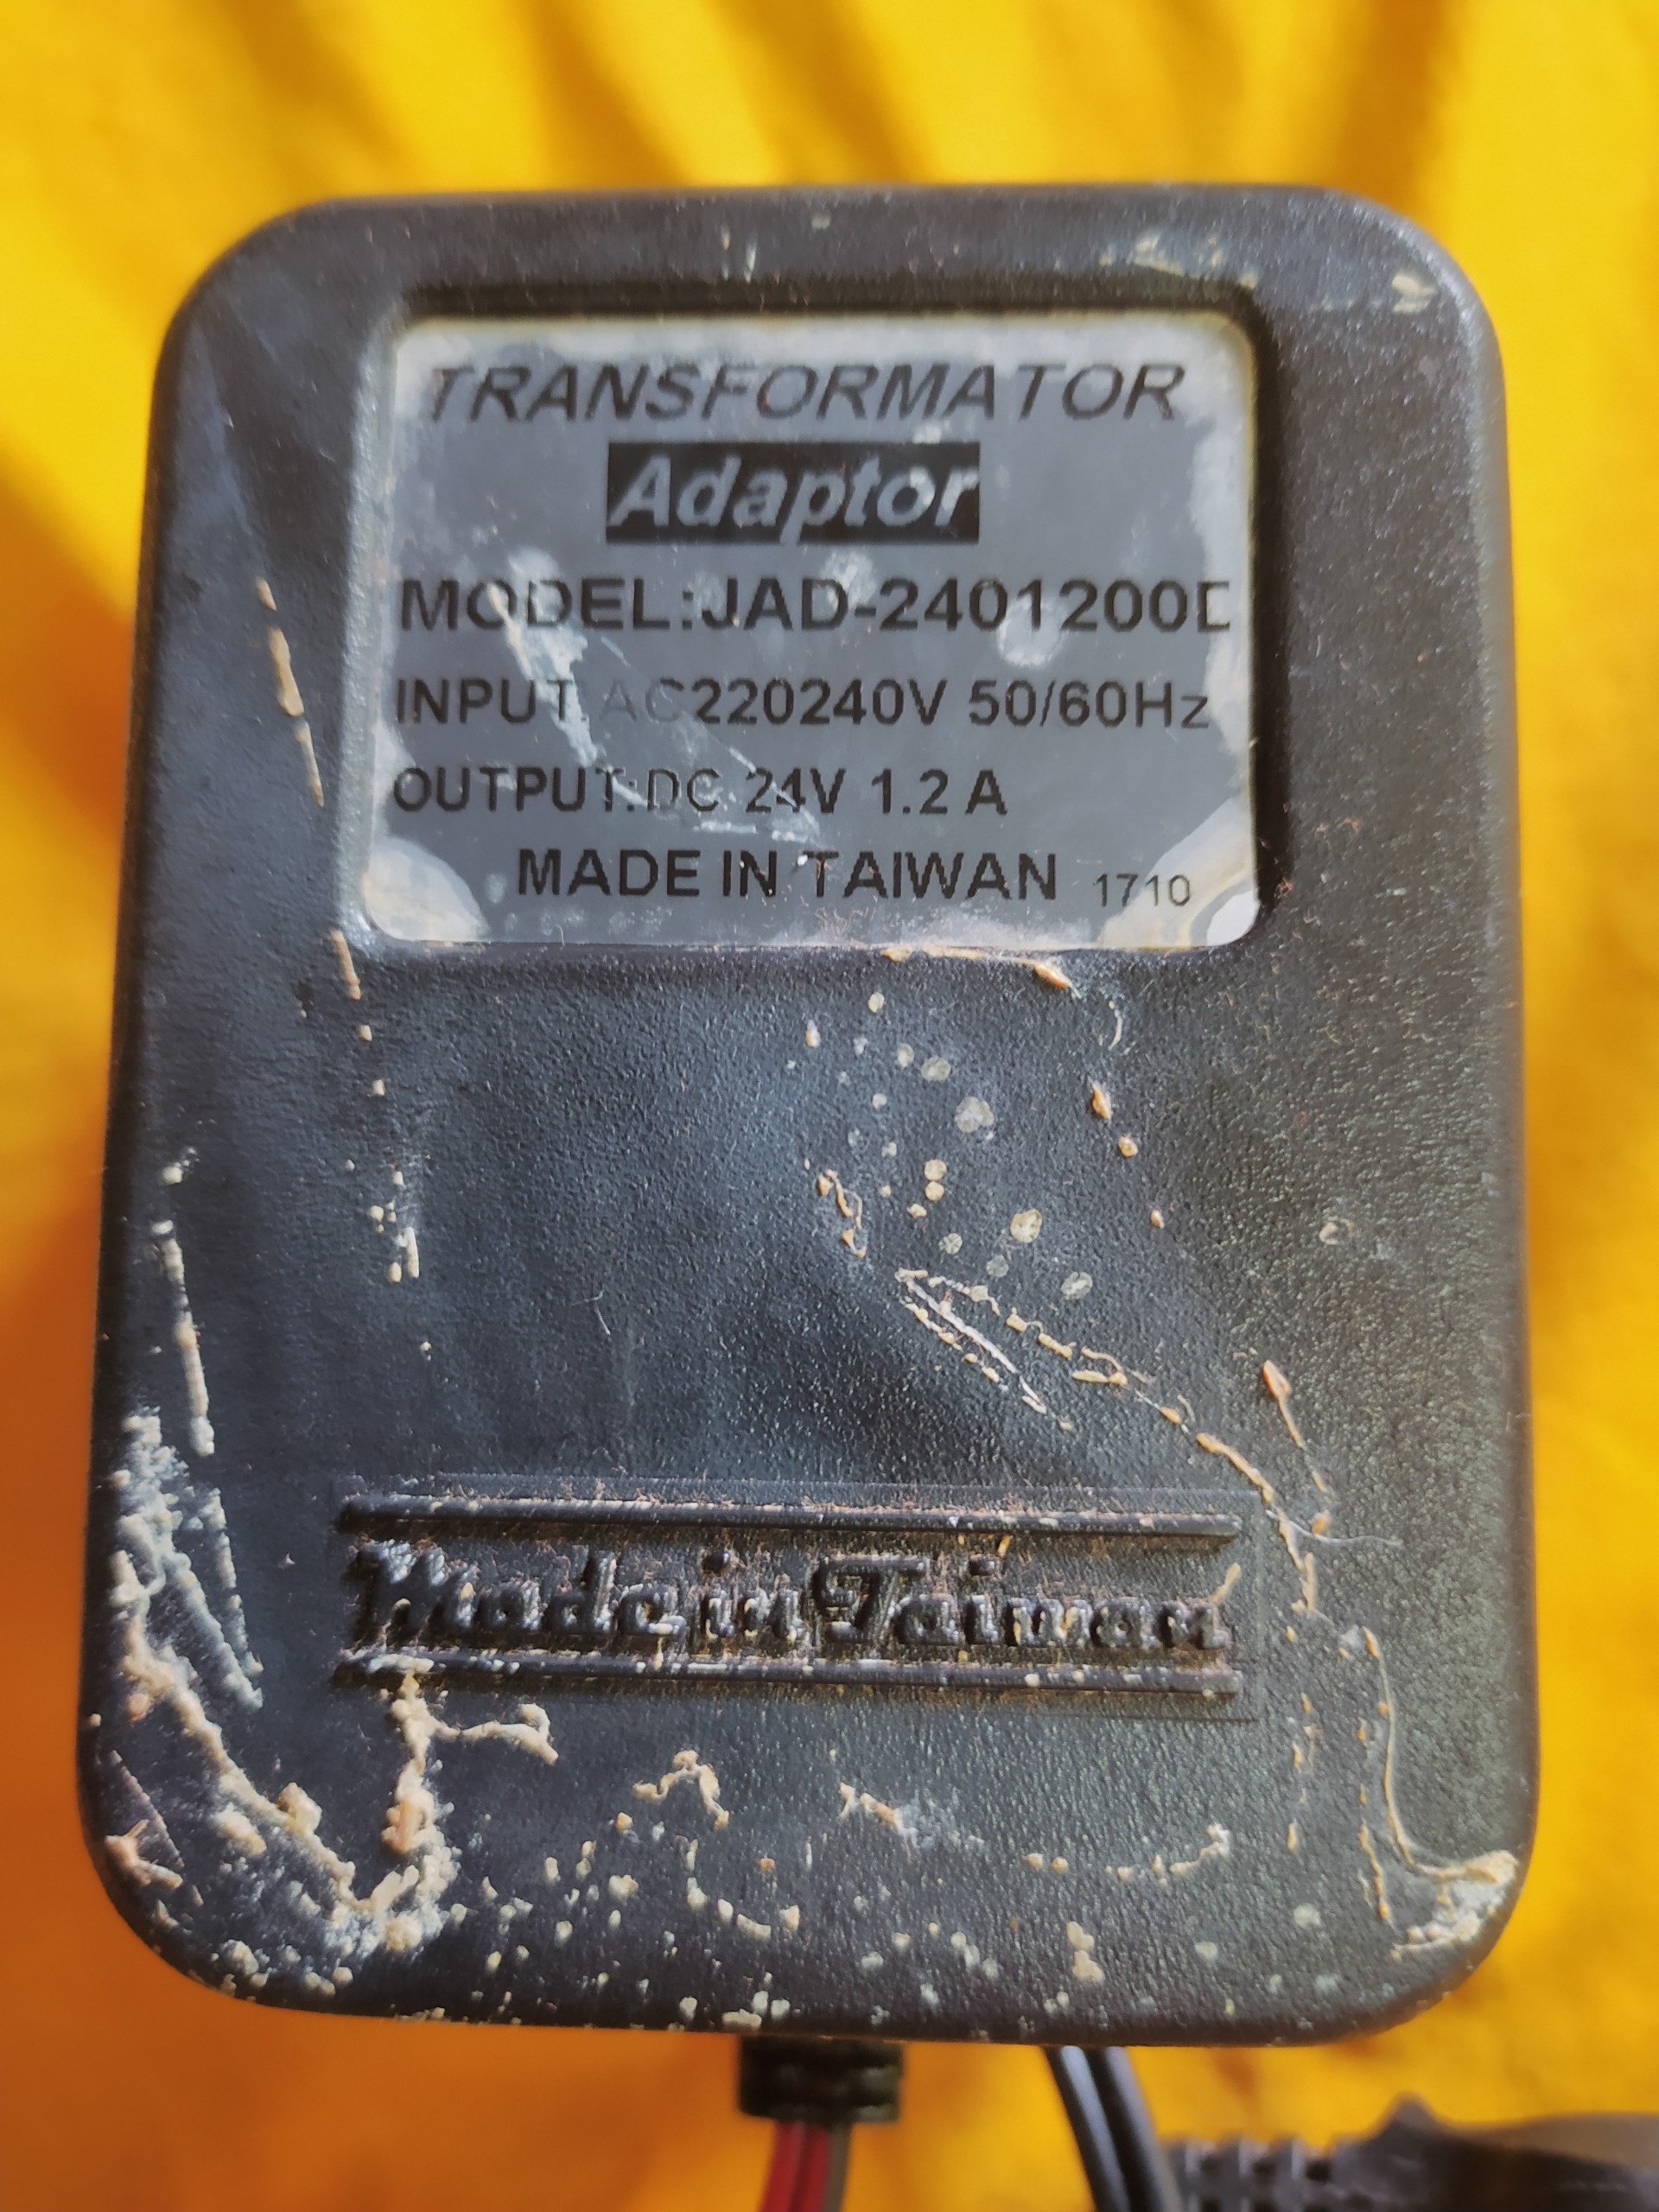 TRANSFORMATOR
Adaptor
MODEL:JAD-2401200D
INPUT AC220240V 50/60Hz
OUTPUT:DC 24V 1.2 A
MADE IN TAIWAN 1710
Made in Taiwan